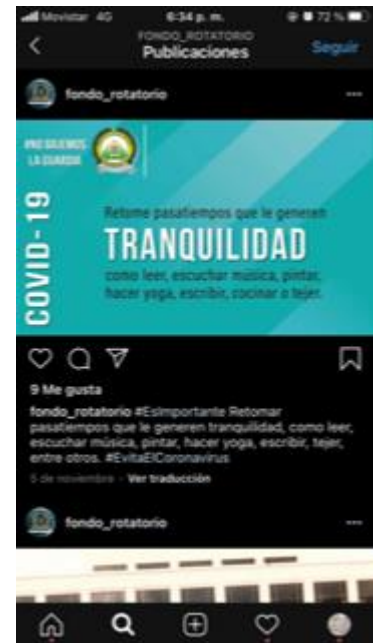 Movistar 4G 6:34 p. m. 72 %
FONDO_ROTATORIO
Publicaciones
Seguir
fondo_rotatorio
#NO BAJEMOS
LA GUARDIA
COVID-19
Retome pasatiempos que le generen
TRANQUILIDAD
como leer, escuchar música, pintar,
hacer yoga, escribir, cocinar o tejer.
9 Me gusta
fondo_rotatorio #EsImportante Retomar
pasatiempos que le generen tranquilidad, como leer,
escuchar música, pintar, hacer yoga, escribir, tejer,
entre otros. #EvitaElCoronavirus
5 de noviembre · Ver traducción
fondo_rotatorio